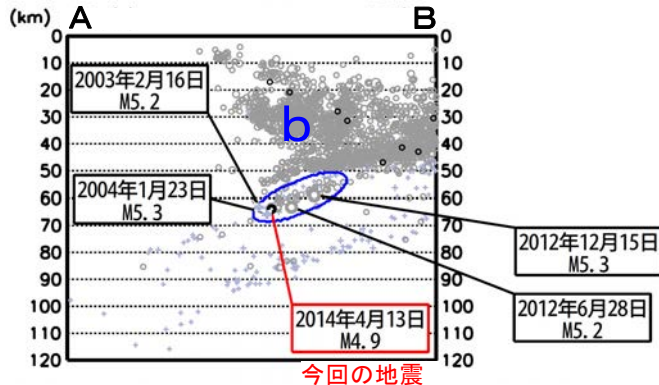 (km) A B
0 0
10 10
20 20
30 30
40 40
50 50
60 60
70 70
80 80
90 90
100 100
110 110
120 120
2003年2月16日
M5.2
b
2004年1月23日
M5.3
2012年12月15日
M5.3
2012年6月28日
M5.2
2014年4月13日
M4.9
今回の地震